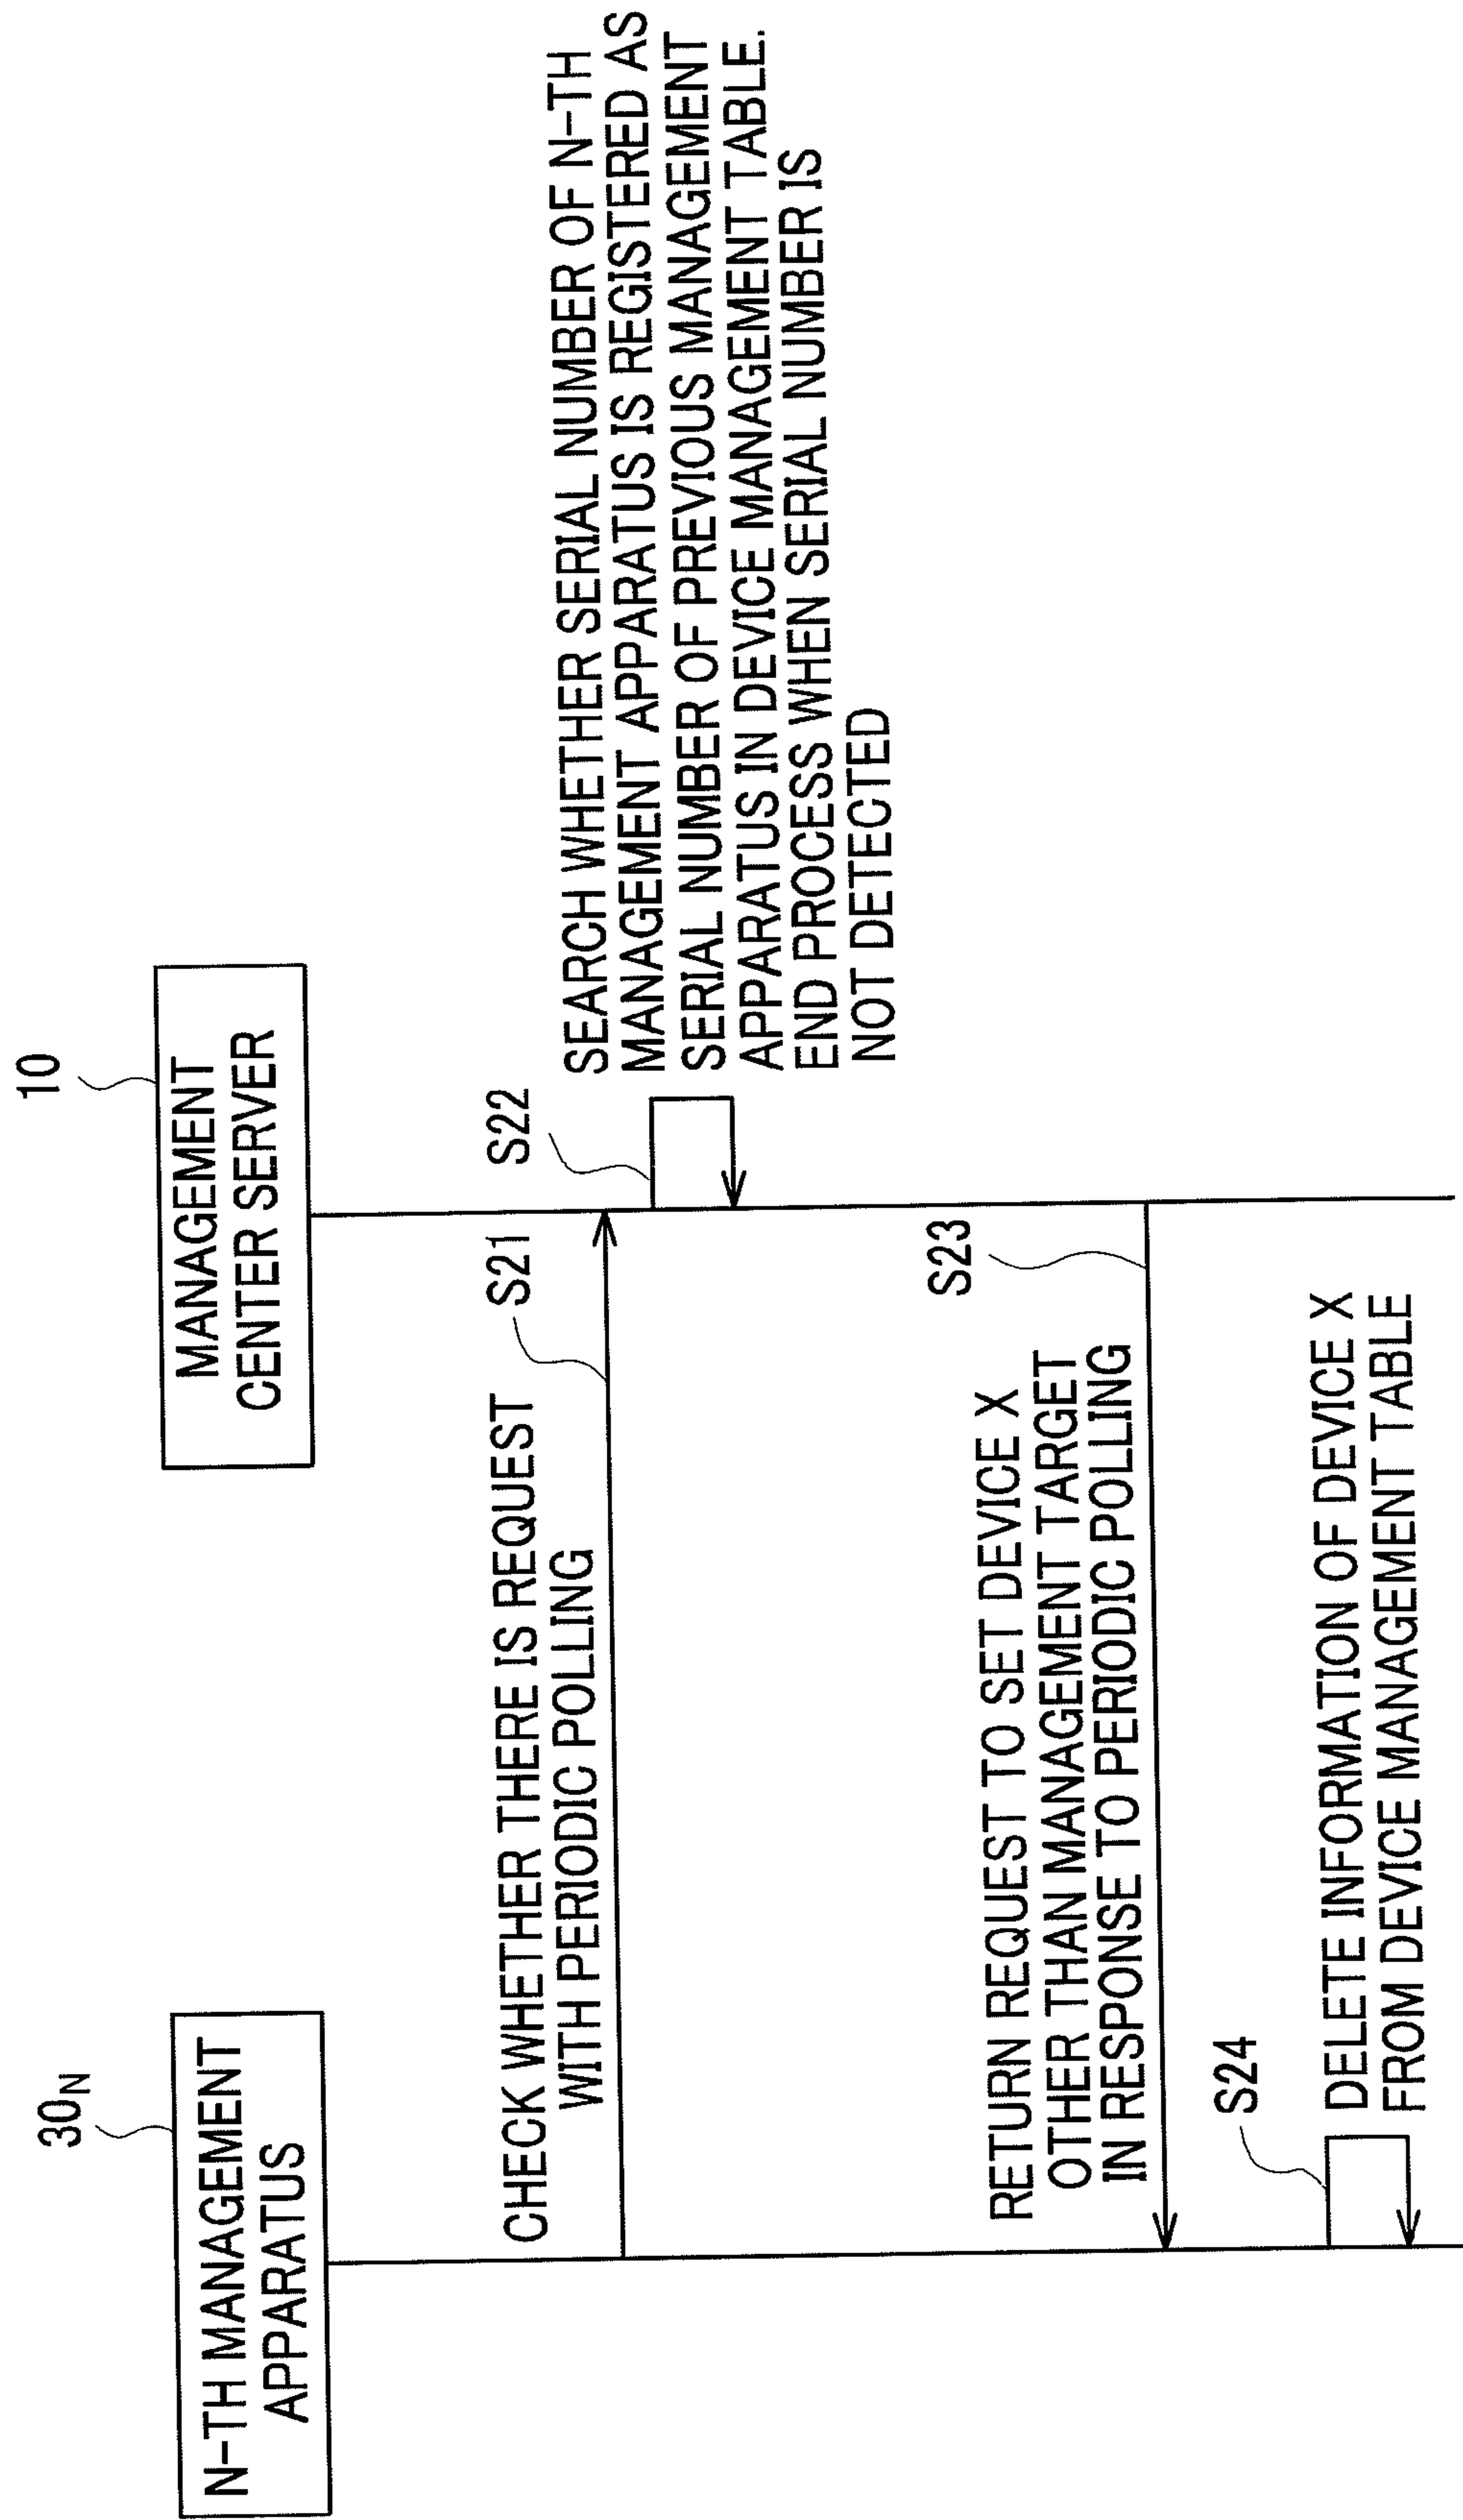 30N
N-TH MANAGEMENT
APPARATUS
10
MANAGEMENT
CENTER SERVER
CHECK WHETHER THERE IS REQUEST
WITH PERIODIC POLLING
S21
S22
SEARCH WHETHER SERIAL NUMBER OF N-TH
MANAGEMENT APPARATUS IS REGISTERED AS
SERIAL NUMBER OF PREVIOUS MANAGEMENT
APPARATUS IN DEVICE MANAGEMENT TABLE.
END PROCESS WHEN SERIAL NUMBER IS
NOT DETECTED
RETURN REQUEST TO SET DEVICE X
OTHER THAN MANAGEMENT TARGET
IN RESPONSE TO PERIODIC POLLING
S23
S24
DELETE INFORMATION OF DEVICE X
FROM DEVICE MANAGEMENT TABLE